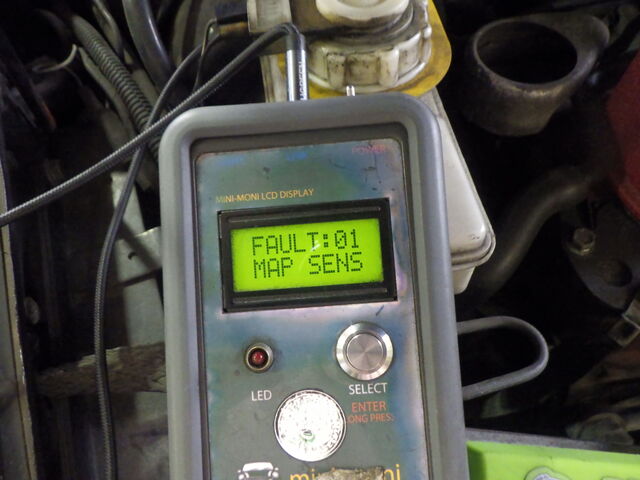 POWER
MINI-MONI LCD DISPLAY
FAULT:01
MAP SENS
LED
SELECT
ENTER
LONG PRESS